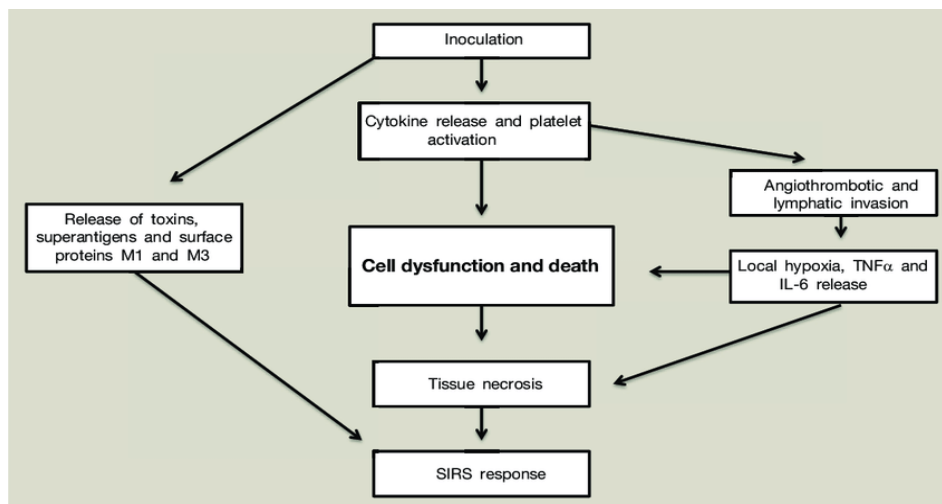 Inoculation
Cytokine release and platelet
activation
Angiothrombotic and
lymphatic invasion
Release of toxins,
superantigens and surface
proteins M1 and M3
Cell dysfunction and death
Local hypoxia, TNFα and
IL-6 release
Tissue necrosis
SIRS response